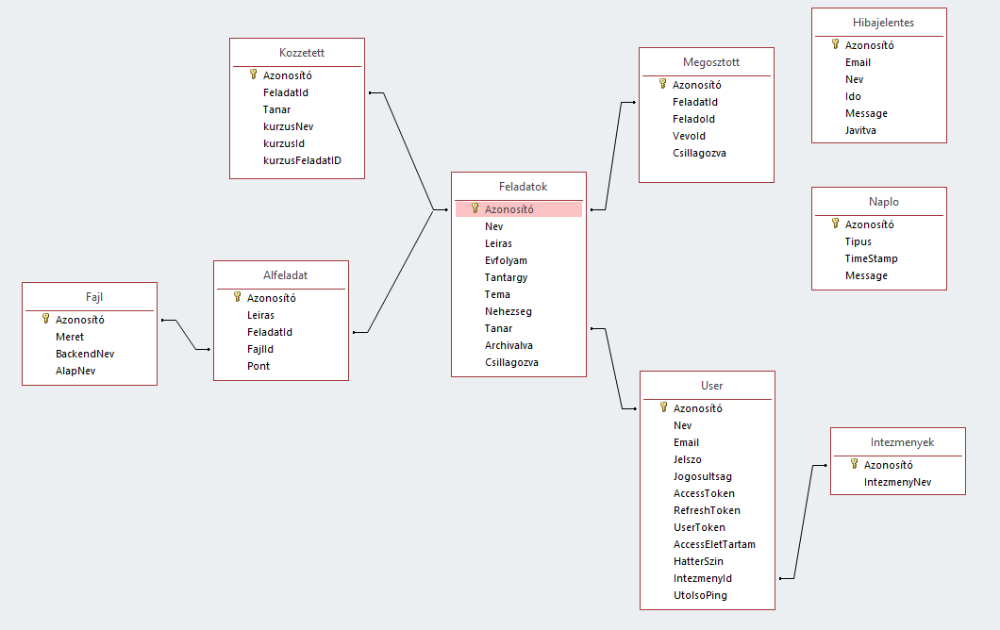 Kozzetett
Azonosító
FeladatId
Tanar
kurzusNev
kurzusId
kurzusFeladatID
Fajl
Azonosító
Meret
BackendNev
AlapNev
Alfeladat
Azonosító
Leiras
FeladatId
FajlId
Pont
Feladatok
Azonosító
Nev
Leiras
Evfolyam
Tantargy
Tema
Nehezseg
Tanar
Archivalva
Csillagozva
Megosztott
Azonosító
FeladatId
FeladoId
VevoId
Csillagozva
User
Azonosító
Nev
Email
Jelszo
Jogosultsag
AccessToken
RefreshToken
UserToken
AccessEletTartam
HatterSzin
IntezmenyId
UtolsoPing
Hibajelentes
Azonosító
Email
Nev
Ido
Message
Javitva
Naplo
Azonosító
Tipus
TimeStamp
Message
Intezmenyek
Azonosító
IntezmenyNev